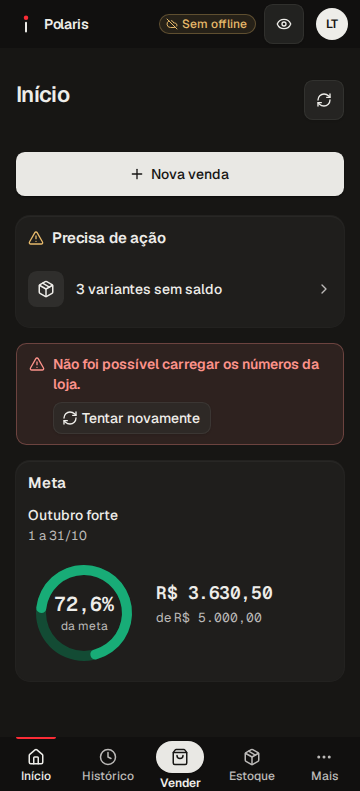 Polaris
Sem offline
LT
Início
Nova venda
Precisa de ação
3 variantes sem saldo
Não foi possível carregar os números da
loja.
Tentar novamente
Meta
Outubro forte
1 a 31/10
72,6%
da meta
R$ 3.630,50
de R$ 5.000,00
Início
Histórico
Vender
Estoque
Mais